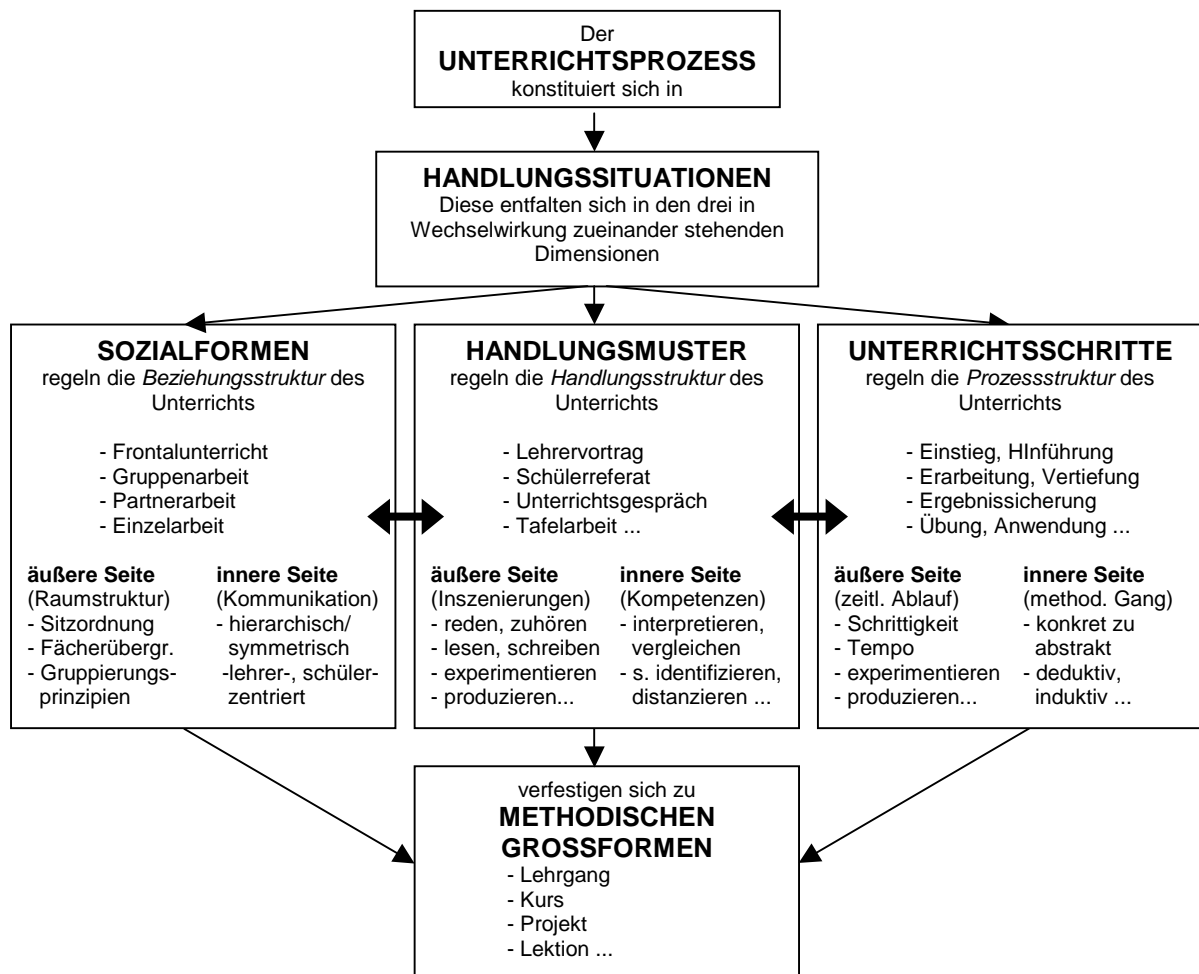 Der
UNTERRICHTSPROZESS
konstituiert sich in
HANDLUNGSSITUATIONEN
Diese entfalten sich in den drei in
Wechselwirkung zueinander stehenden
Dimensionen
SOZIALFORMEN
regeln die Beziehungsstruktur des
Unterrichts
- Frontalunterricht
- Gruppenarbeit
- Partnerarbeit
- Einzelarbeit
äußere Seite
(Raumstruktur)
- Sitzordnung
- Fächerübergr.
- Gruppierungs-
prinzipien
innere Seite
(Kommunikation)
- hierarchisch/
symmetrisch
-lehrer-, schüler-
zentriert
HANDLUNGSMUSTER
regeln die Handlungsstruktur des
Unterrichts
- Lehrervortrag
- Schülerreferat
- Unterrichtsgespräch
- Tafelarbeit ...
äußere Seite
(Inszenierungen)
- reden, zuhören
- lesen, schreiben
- experimentieren
- produzieren...
innere Seite
(Kompetenzen)
- interpretieren,
vergleichen
- s. identifizieren,
distanzieren ...
UNTERRICHTSSCHRITTE
regeln die Prozessstruktur des
Unterrichts
- Einstieg, HInführung
- Erarbeitung, Vertiefung
- Ergebnissicherung
- Übung, Anwendung ...
äußere Seite
(zeitl. Ablauf)
- Schrittigkeit
- Tempo
- experimentieren
- produzieren...
innere Seite
(method. Gang)
- konkret zu
abstrakt
- deduktiv,
induktiv ...
verfestigen sich zu
METHODISCHEN
GROSSFORMEN
- Lehrgang
- Kurs
- Projekt
- Lektion ...